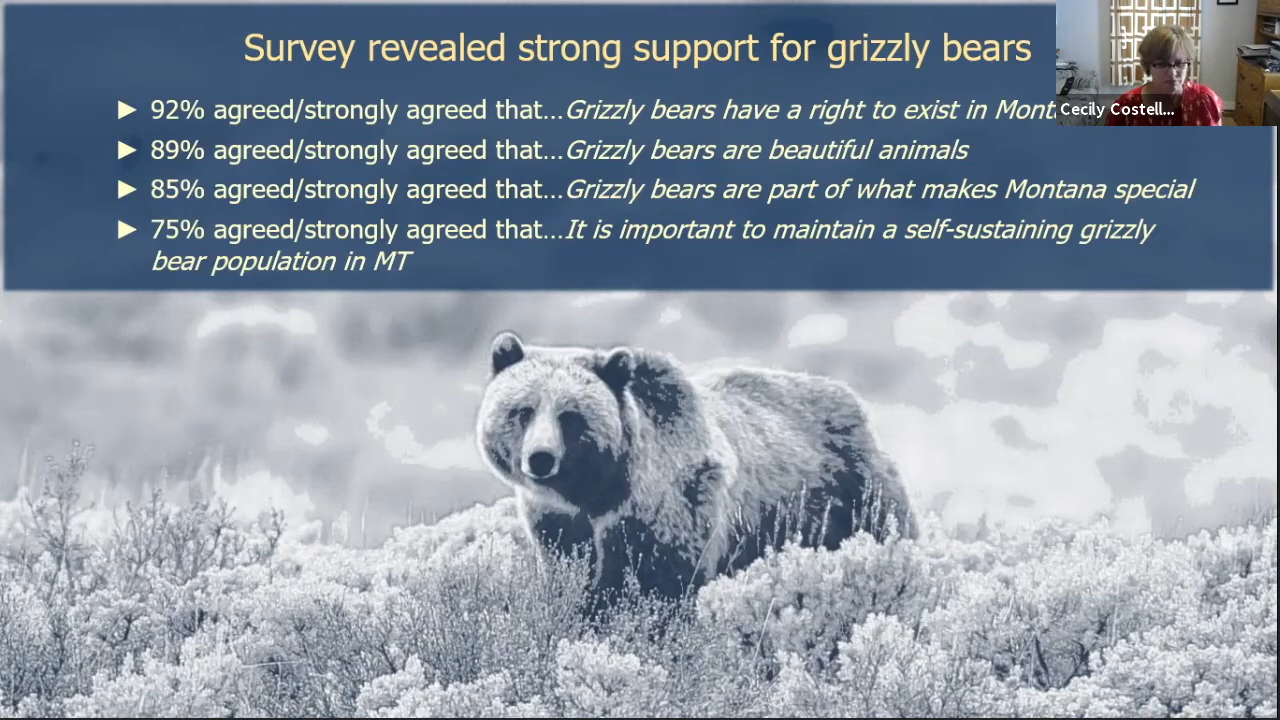 Survey revealed strong support for grizzly bears
► 92% agreed/strongly agreed that...Grizzly bears have a right to exist in
Cecily Costell...
► 89% agreed/strongly agreed that...Grizzly bears are beautiful animals
► 85% agreed/strongly agreed that...Grizzly bears are part of what makes Montana special
► 75% agreed/strongly agreed that...It is important to maintain a self-sustaining grizzly
bear population in MT